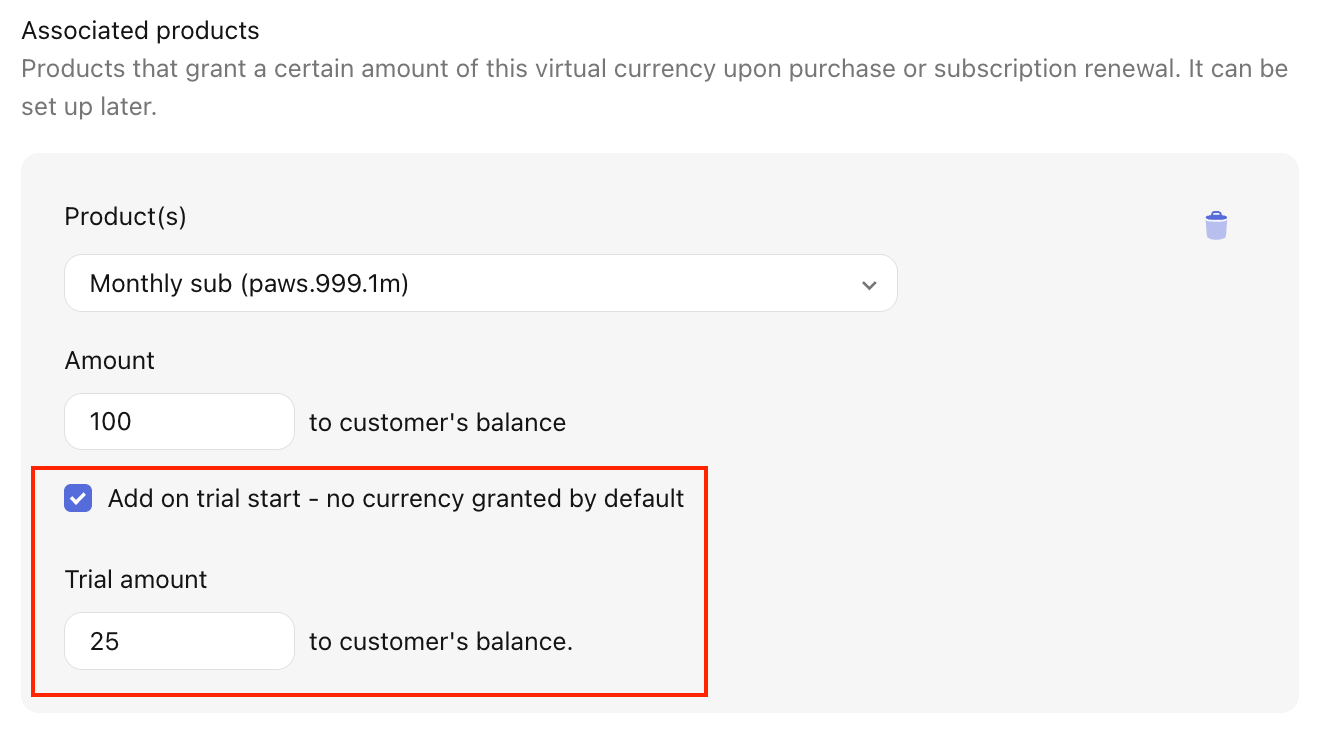 Associated products
Products that grant a certain amount of this virtual currency upon purchase or subscription renewal. It can be
set up later.
Product(s)
Monthly sub (paws.999.1m)
Amount
100 to customer's balance
Add on trial start - no currency granted by default
Trial amount
25 to customer's balance.